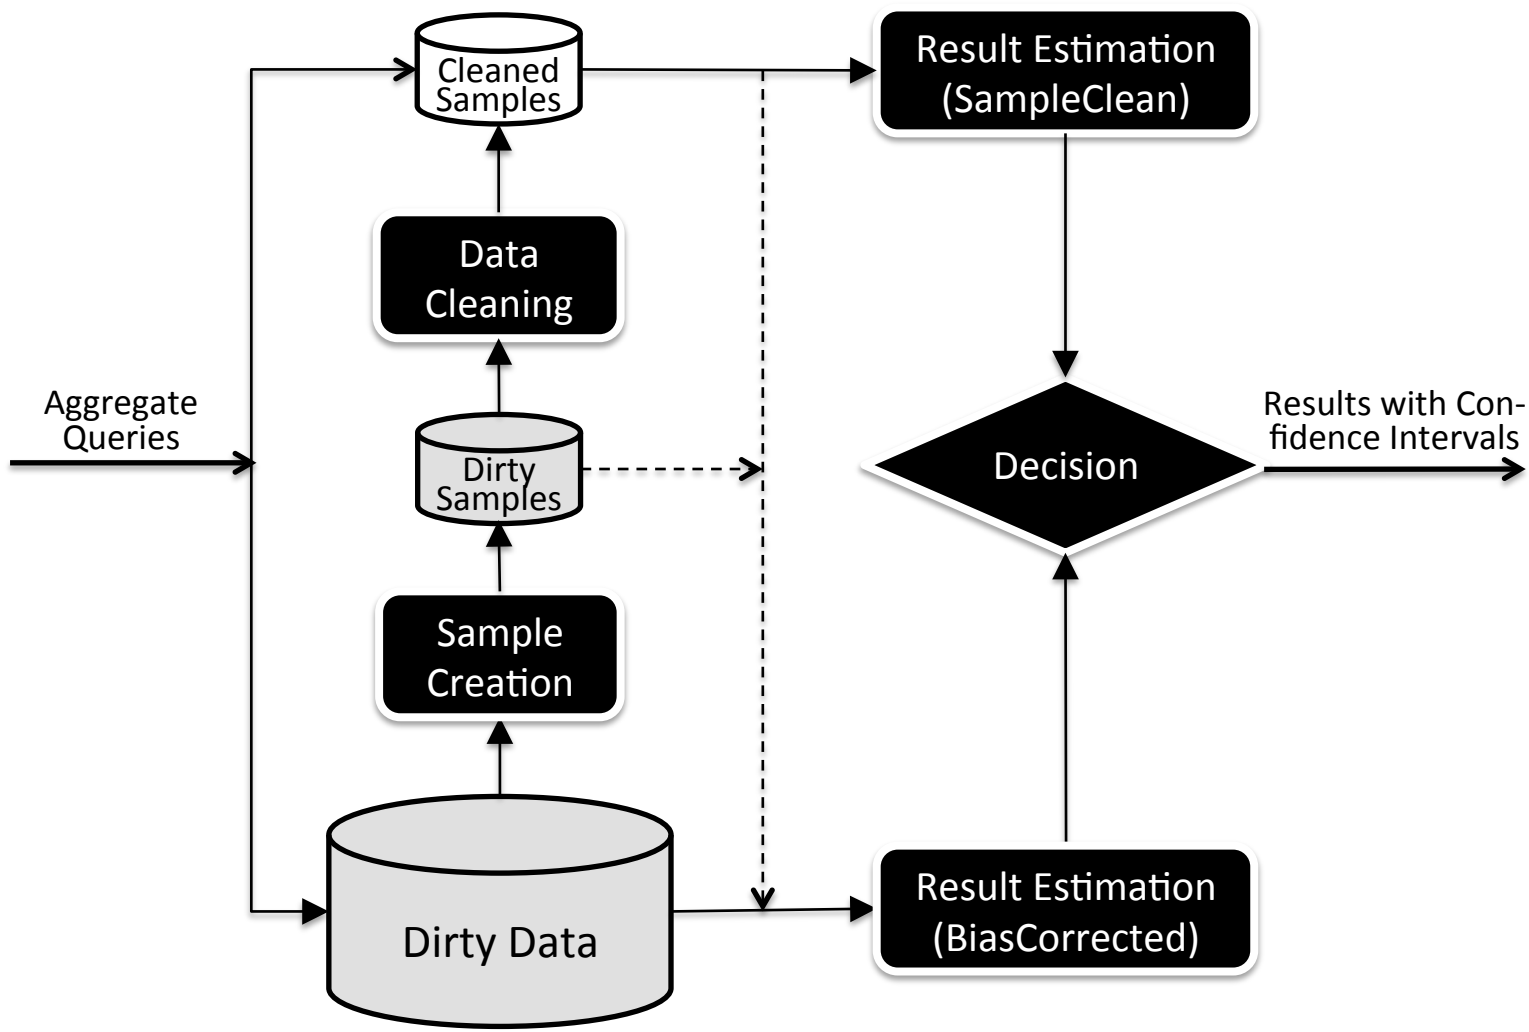 Cleaned
Samples
Result Estimation
(SampleClean)
Data
Cleaning
Aggregate
Queries
Dirty
Samples
Decision
Results with Con-
fidence Intervals
Sample
Creation
Dirty Data
Result Estimation
(BiasCorrected)